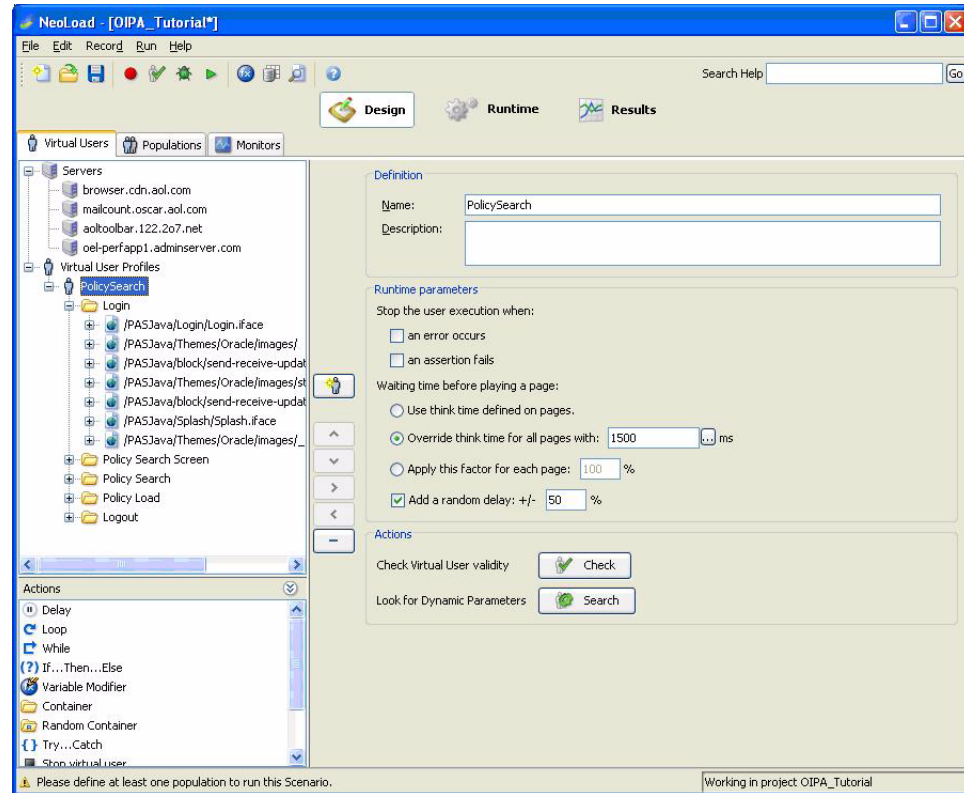 NeoLoad - [OIPA_Tutorial*]
File Edit Record Run Help
Search Help Go
Design Runtime Results
Virtual Users Populations Monitors
Servers
browser.cdn.aol.com
mailcount.oscar.aol.com
aoltoolbar.122.2o7.net
oel-perfapp1.adminserver.com
Virtual User Profiles
PolicySearch
Login
/PASJava/Login/Login.iface
/PASJava/Themes/Oracle/images/
/PASJava/block/send-receive-updat
/PASJava/Themes/Oracle/images/st
/PASJava/block/send-receive-updat
/PASJava/Splash/Splash.iface
/PASJava/Themes/Oracle/images/_
Policy Search Screen
Policy Search
Policy Load
Logout
Actions
Delay
Loop
While
(?) If...Then...Else
Variable Modifier
Container
Random Container
{ } Try...Catch
Stop virtual user
Definition
Name: PolicySearch
Description:
Runtime parameters
Stop the user execution when:
an error occurs
an assertion fails
Waiting time before playing a page:
Use think time defined on pages.
Override think time for all pages with: 1500 ... ms
Apply this factor for each page: 100 %
Add a random delay: +/- 50 %
Actions
Check Virtual User validity Check
Look for Dynamic Parameters Search
Please define at least one population to run this Scenario.
Working in project OIPA_Tutorial